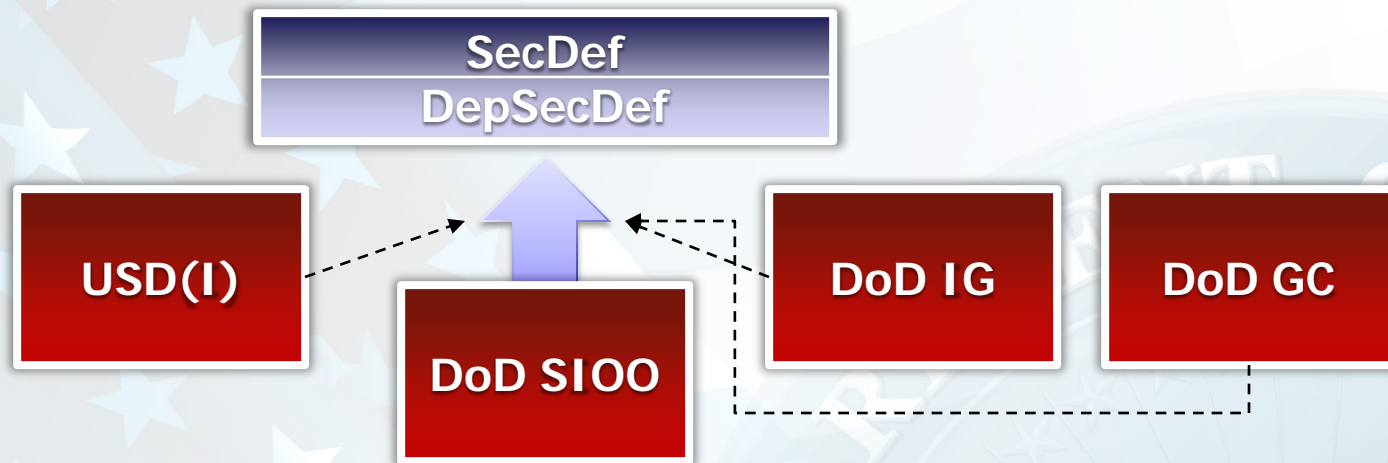 SecDef
DepSecDef
USD(I)
DoD SIOO
DoD IG
DoD GC